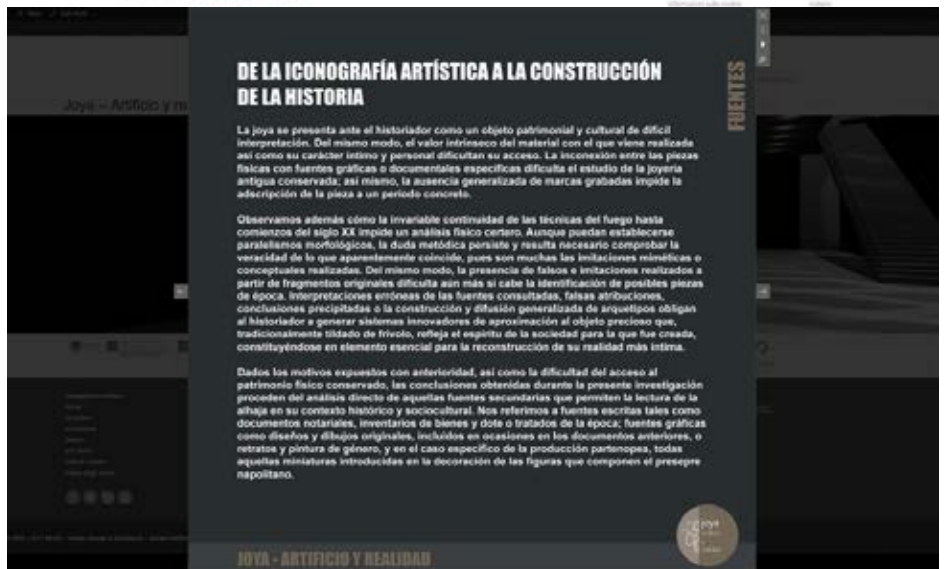 DE LA ICONOGRAFÍA ARTÍSTICA A LA CONSTRUCCIÓN
DE LA HISTORIA
FUENTES
Joya – Artificio y
La joya se presenta ante el historiador como un objeto patrimonial y cultural de difícil
interpretación. Del mismo modo, el valor intrínseco del material con el que viene realizada
así como su carácter íntimo y personal dificultan su acceso. La inconexión entre las piezas
físicas con fuentes gráficas o documentales específicas dificulta el estudio de la joyería
antigua conservada; así mismo, la ausencia generalizada de marcas grabadas impide la
adscripción de la pieza a un periodo concreto.
Observamos además cómo la invariable continuidad de las técnicas del fuego hasta
comienzos del siglo XX impide un análisis físico certero. Aunque puedan establecerse
paralelismos morfológicos, la duda metódica persiste y resulta necesario comprobar la
veracidad de lo que aparentemente coincide, pues son muchas las imitaciones miméticas o
conceptuales realizadas. Del mismo modo, la presencia de falsos e imitaciones realizados a
partir de fragmentos originales dificulta aún más si cabe la identificación de posibles piezas
de época. Interpretaciones erróneas de las fuentes consultadas, falsas atribuciones,
conclusiones precipitadas o la construcción y difusión generalizada de arquetipos obligan
al historiador a generar sistemas innovadores de aproximación al objeto precioso que,
tradicionalmente tildado de frívolo, refleja el espíritu de la sociedad para la que fue creada,
constituyéndose en elemento esencial para la reconstrucción de su realidad más íntima.
Dados los motivos expuestos con anterioridad, así como la dificultad del acceso al
patrimonio físico conservado, las conclusiones obtenidas durante la presente investigación
proceden del análisis directo de aquellas fuentes secundarias que permiten la lectura de la
alhaja en su contexto histórico y sociocultural. Nos referimos a fuentes escritas tales como
documentos notariales, inventarios de bienes y dote o tratados de la época; fuentes gráficas
como diseños y dibujos originales, incluidos en ocasiones en los documentos anteriores, o
retratos y pintura de género, y en el caso específico de la producción partenopea, todas
aquellas miniaturas introducidas en la decoración de las figuras que componen el presepre
napolitano.
joya
JOYA - ARTIFICIO Y REALIDAD